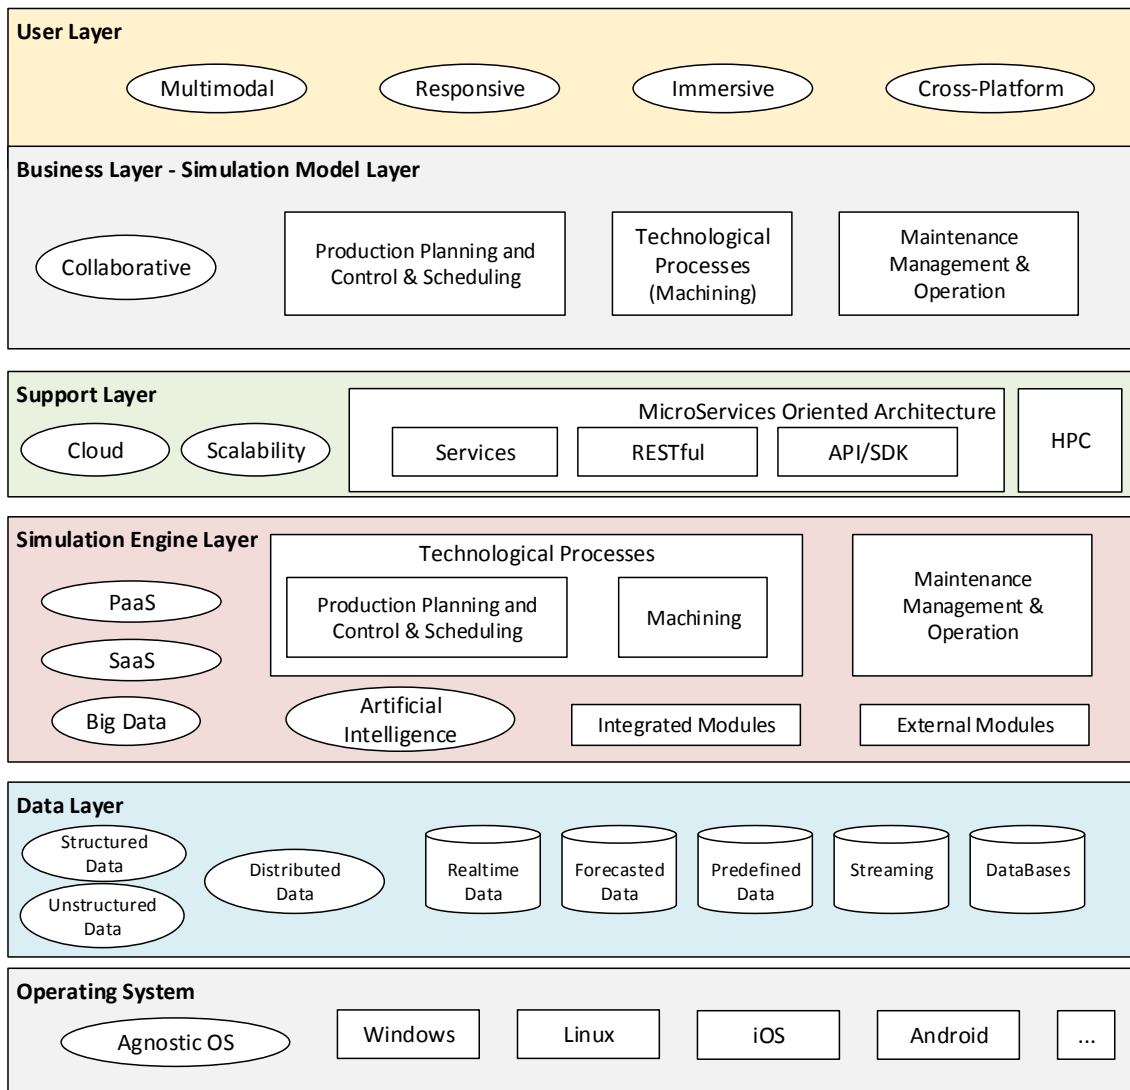 User Layer
Multimodal
Responsive
Immersive
Cross-Platform
Business Layer - Simulation Model Layer
Collaborative
Production Planning and
Control & Scheduling
Technological
Processes
(Machining)
Maintenance
Management &
Operation
Support Layer
Cloud
Scalability
MicroServices Oriented Architecture
Services
RESTful
API/SDK
HPC
Simulation Engine Layer
PaaS
SaaS
Big Data
Technological Processes
Production Planning and
Control & Scheduling
Machining
Maintenance
Management &
Operation
Artificial
Intelligence
Integrated Modules
External Modules
Data Layer
Structured
Data
Unstructured
Data
Distributed
Data
Realtime
Data
Forecasted
Data
Predefined
Data
Streaming
DataBases
Operating System
Agnostic OS
Windows
Linux
iOS
Android
...